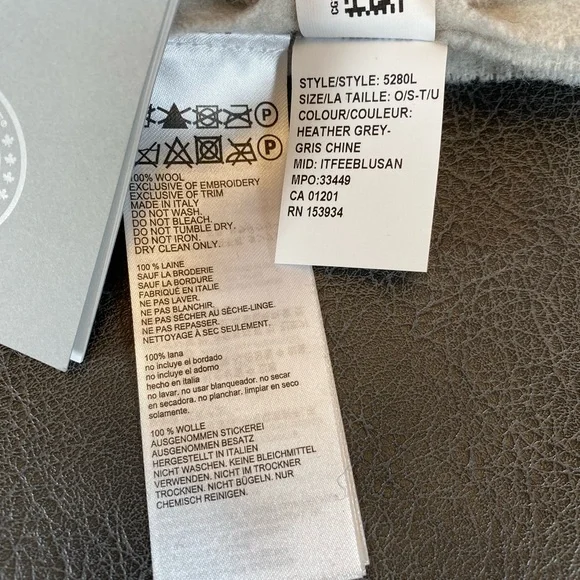 CG
STYLE/STYLE: 5280L
SIZE/LA TAILLE: O/S-T/U
COLOUR/COULEUR:
HEATHER GREY-
GRIS CHINE
MID: ITFEEBLUSAN
MPO:33449
CA 01201
RN 153934
P
P
100% WOOL
EXCLUSIVE OF EMBROIDERY
EXCLUSIVE OF TRIM
MADE IN ITALY
DO NOT WASH.
DO NOT BLEACH.
DO NOT TUMBLE DRY.
DO NOT IRON.
DRY CLEAN ONLY.
100 % LAINE
SAUF LA BRODERIE
SAUF LA BORDURE
FABRIQUÉ EN ITALIE
NE PAS LAVER.
NE PAS BLANCHIR.
NE PAS SÉCHER AU SÈCHE-LINGE.
NE PAS REPASSER.
NETTOYAGE À SEC SEULEMENT.
100% lana
no incluye el bordado
no incluye el adorno
hecho en italia
no lavar. no usar blanqueador. no secar
en secadora. no planchar. limpiar en seco
solamente.
100 % WOLLE
AUSGENOMMEN STICKEREI
AUSGENOMMEN BESATZ
HERGESTELLT IN ITALIEN
NICHT WASCHEN. KEINE BLEICHMITTEL
VERWENDEN. NICHT IM TROCKNER
TROCKNEN. NICHT BÜGELN. NUR
CHEMISCH REINIGEN.